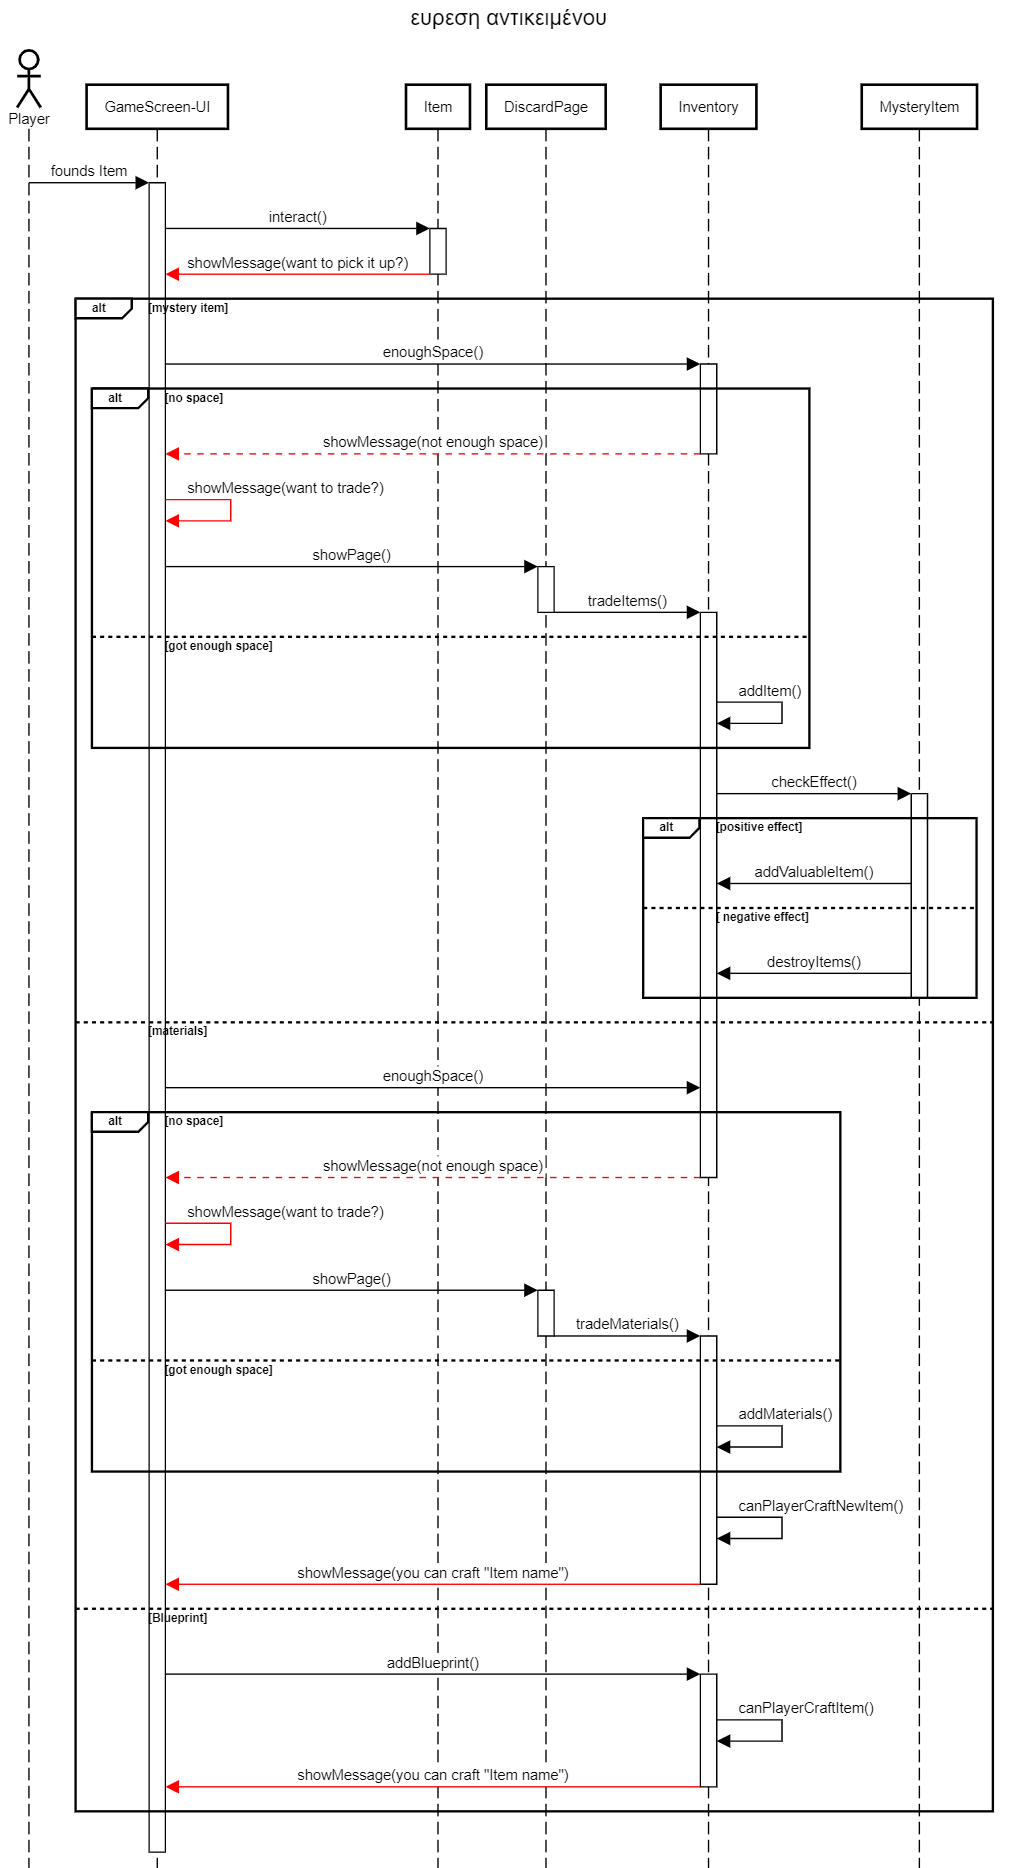 ευρεση αντικειμένου
Player
GameScreen-UI
Item
DiscardPage
Inventory
MysteryItem
founds Item
interact()
showMessage(want to pick it up?)
alt
[mystery item]
enoughSpace()
alt
[no space]
showMessage(not enough space)
showMessage(want to trade?)
showPage()
tradeItems()
[got enough space]
addItem()
checkEffect()
alt
[positive effect]
addValuableItem()
[ negative effect]
destroyItems()
[materials]
enoughSpace()
alt
[no space]
showMessage(not enough space)
showMessage(want to trade?)
showPage()
tradeMaterials()
[got enough space]
addMaterials()
canPlayerCraftNewItem()
showMessage(you can craft "Item name")
[Blueprint]
addBlueprint()
canPlayerCraftItem()
showMessage(you can craft "Item name")